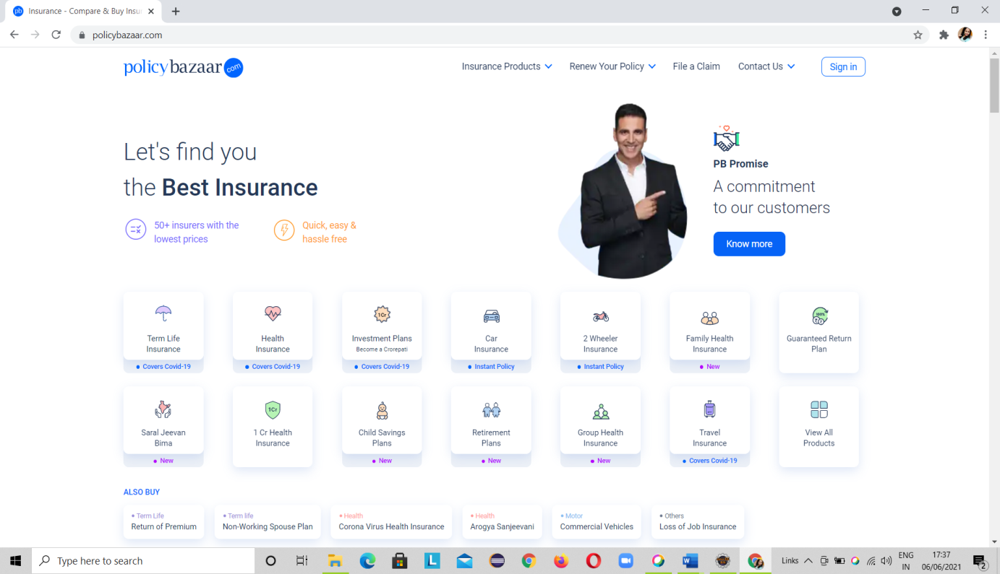 pb Insurance - Compare & Buy Insu
policybazaar.com
policybazaar com
Insurance Products
Renew Your Policy
File a Claim
Contact Us
Sign in
Let's find you
the Best Insurance
50+ insurers with the
lowest prices
Quick, easy &
hassle free
PB Promise
A commitment
to our customers
Know more
Term Life
Insurance
Covers Covid-19
Health
Insurance
Covers Covid-19
1Cr
Investment Plans
Become a Crorepati
Covers Covid-19
Car
Insurance
Instant Policy
2 Wheeler
Insurance
Instant Policy
Family Health
Insurance
New
100%
Guaranteed Return
Plan
Saral Jeevan
Bima
New
1Cr
1 Cr Health
Insurance
Child Savings
Plans
New
Retirement
Plans
New
Group Health
Insurance
New
Travel
Insurance
Covers Covid-19
View All
Products
ALSO BUY
Term Life
Return of Premium
Term life
Non-Working Spouse Plan
Health
Corona Virus Health Insurance
Health
Arogya Sanjeevani
Motor
Commercial Vehicles
Others
Loss of Job Insurance
Type here to search
L
W
Links
ENG
IN
17:37
06/06/2021
2